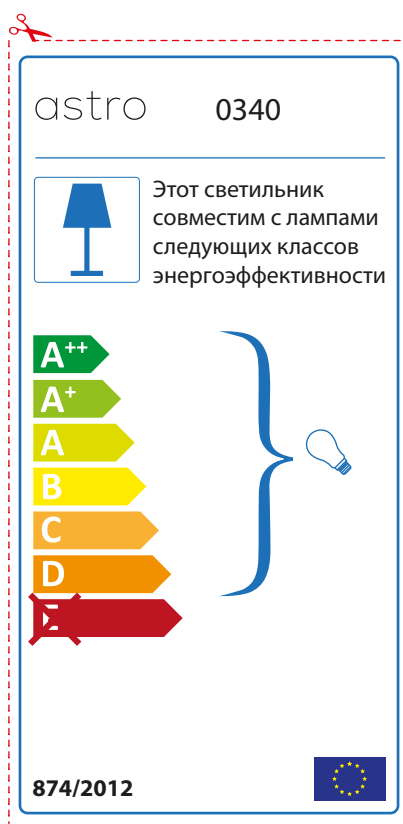 astro 0340
Этот светильник
совместим с лампами
следующих классов
энергоэффективности
A++
A+
A
B
C
D
E
874/2012